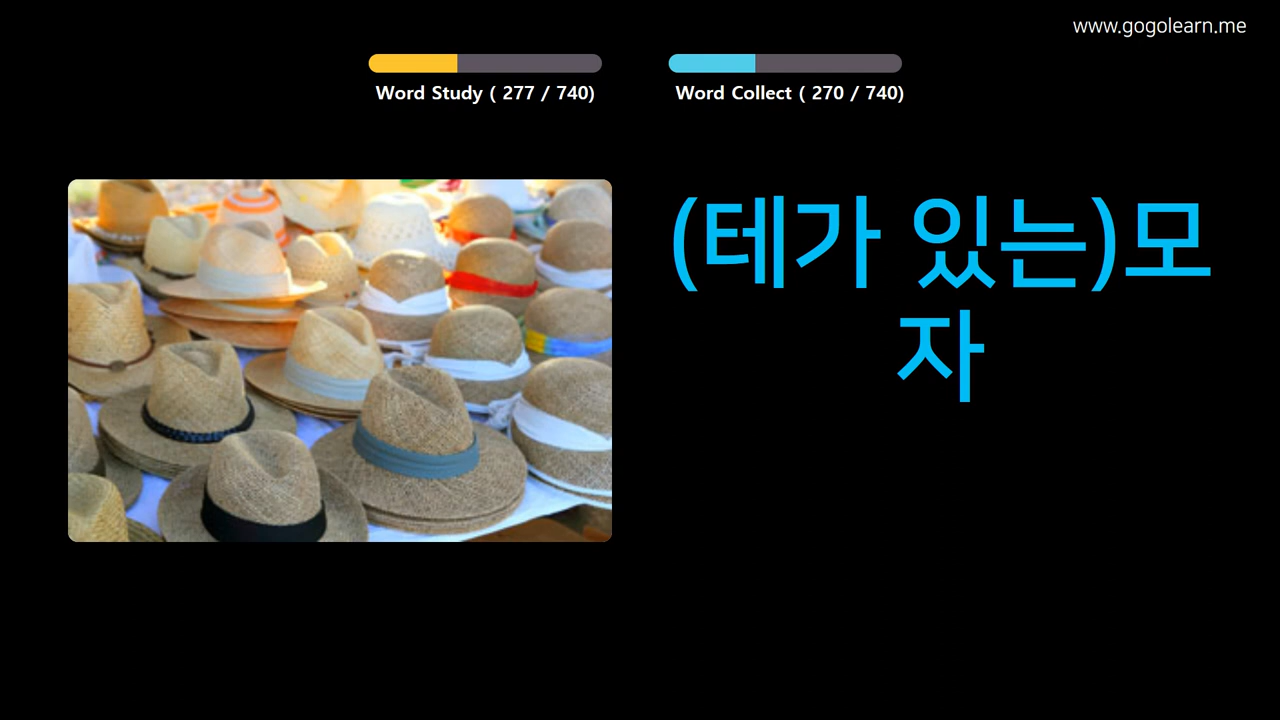 www.gogolearn.me
Word Study ( 277 / 740)
Word Collect ( 270 / 740)
(테가 있는)모
자